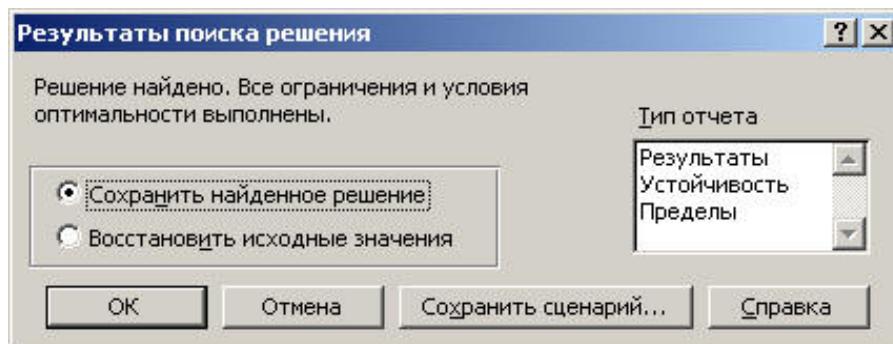 Результаты поиска решения
?
Решение найдено. Все ограничения и условия
оптимальности выполнены.
Тип отчета
Результаты
Устойчивость
Пределы
Сохранить найденное решение
Восстановить исходные значения
ОК
Отмена
Сохранить сценарий...
Справка